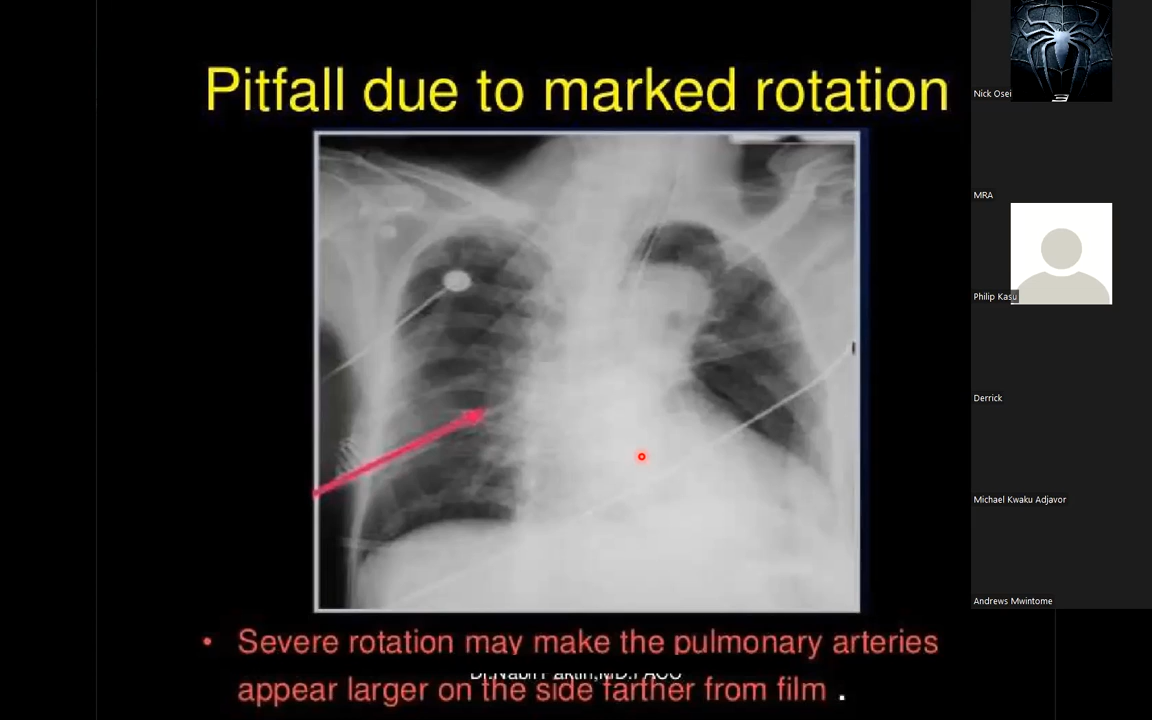 Pitfall due to marked rotation
• Severe rotation may make the pulmonary arteries
appear larger on the side farther from film .
Nick Osei
MRA
Philip Kasu
Derrick
Michael Kwaku Adjavor
Andrews Mwintome